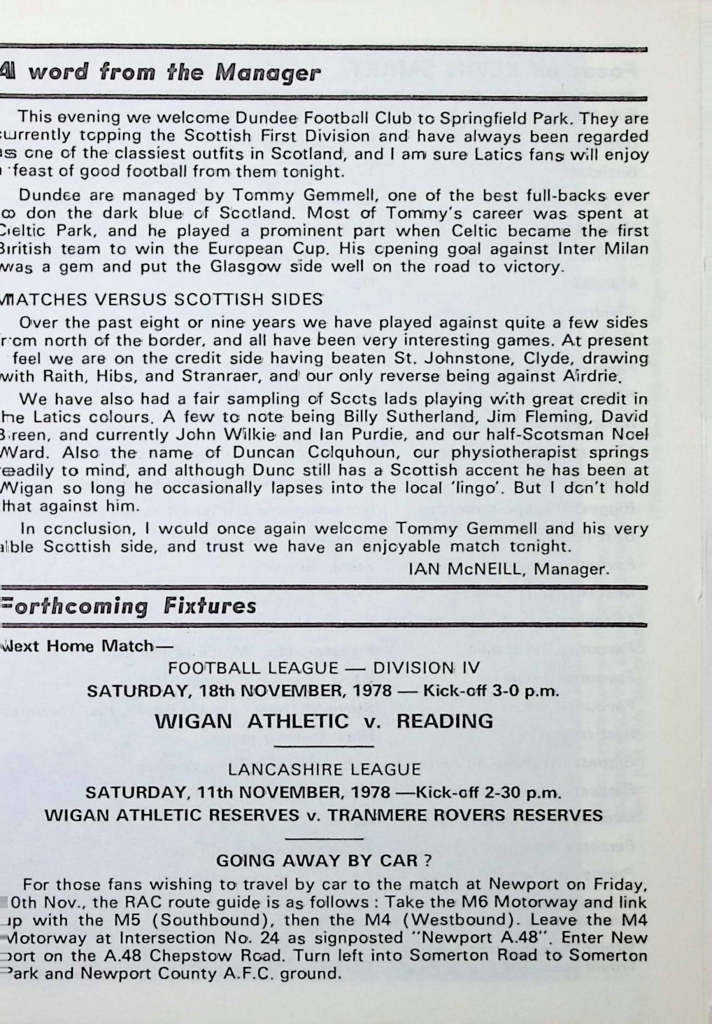 A word from the Manager
This evening we welcome Dundee Football Club to Springfield Park. They are
currently topping the Scottish First Division and have always been regarded
as one of the classiest outfits in Scotland, and I am sure Latics fans will enjoy
a feast of good football from them tonight.
Dundee are managed by Tommy Gemmell, one of the best full-backs ever
to don the dark blue of Scotland. Most of Tommy's career was spent at
Celtic Park, and he played a prominent part when Celtic became the first
British team to win the European Cup. His opening goal against Inter Milan
was a gem and put the Glasgow side well on the road to victory.
MATCHES VERSUS SCOTTISH SIDES
Over the past eight or nine years we have played against quite a few sides
from north of the border, and all have been very interesting games. At present
feel we are on the credit side having beaten St. Johnstone, Clyde, drawing
with Raith, Hibs, and Stranraer, and our only reverse being against Airdrie.
We have also had a fair sampling of Scots lads playing with great credit in
the Latics colours. A few to note being Billy Sutherland, Jim Fleming, David
Breen, and currently John Wilkie and Ian Purdie, and our half-Scotsman Noel
Ward. Also the name of Duncan Colquhoun, our physiotherapist springs
readily to mind, and although Dunc still has a Scottish accent he has been at
Wigan so long he occasionally lapses into the local 'lingo'. But I don't hold
that against him.
In conclusion, I would once again welcome Tommy Gemmell and his very
able Scottish side, and trust we have an enjoyable match tonight.
IAN McNEILL, Manager.
Forthcoming Fixtures
Next Home Match—
FOOTBALL LEAGUE — DIVISION IV
SATURDAY, 18th NOVEMBER, 1978 — Kick-off 3-0 p.m.
WIGAN ATHLETIC v. READING
LANCASHIRE LEAGUE
SATURDAY, 11th NOVEMBER, 1978 —Kick-off 2-30 p.m.
WIGAN ATHLETIC RESERVES v. TRANMERE ROVERS RESERVES
GOING AWAY BY CAR ?
For those fans wishing to travel by car to the match at Newport on Friday,
0th Nov., the RAC route guide is as follows : Take the M6 Motorway and link
up with the M5 (Southbound), then the M4 (Westbound). Leave the M4
Motorway at Intersection No. 24 as signposted "Newport A.48". Enter New
port on the A.48 Chepstow Road. Turn left into Somerton Road to Somerton
Park and Newport County A.F.C. ground.